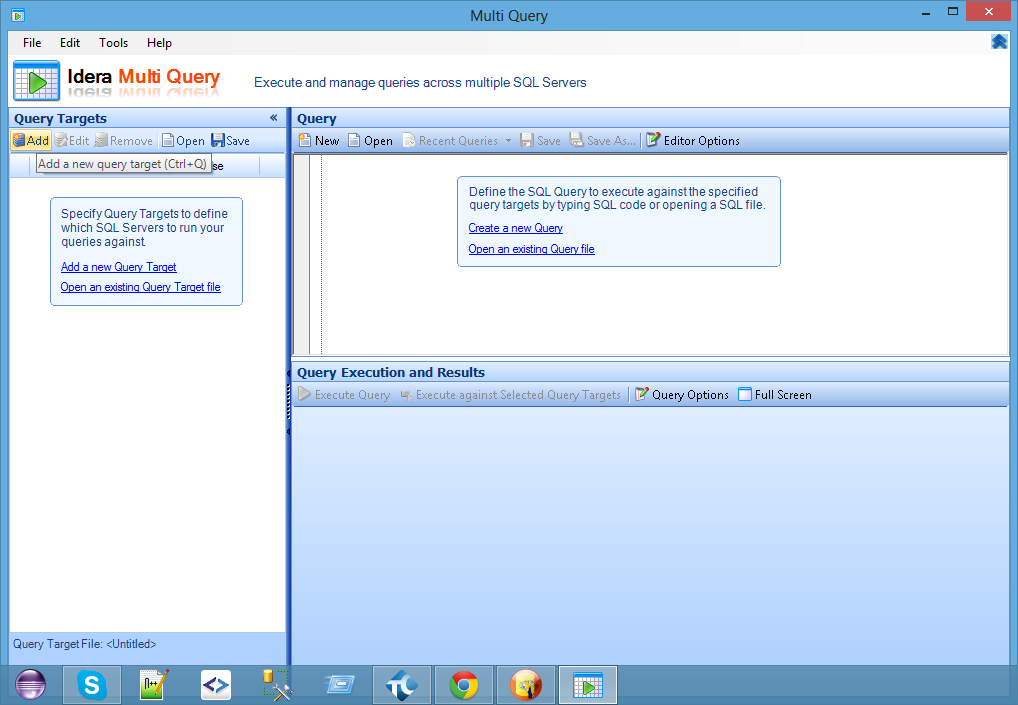 Multi Query
File Edit Tools Help
Idera Multi Query
Execute and manage queries across multiple SQL Servers
Query Targets «
Add Edit Remove Open Save
Add a new query target (Ctrl+Q)
Specify Query Targets to define
which SQL Servers to run your
queries against.
Add a new Query Target
Open an existing Query Target file
Query Target File: <Untitled>
Query
New Open Recent Queries Save Save As... Editor Options
Define the SQL Query to execute against the specified
query targets by typing SQL code or opening a SQL file.
Create a new Query
Open an existing Query file
Query Execution and Results
Execute Query Execute against Selected Query Targets Query Options Full Screen